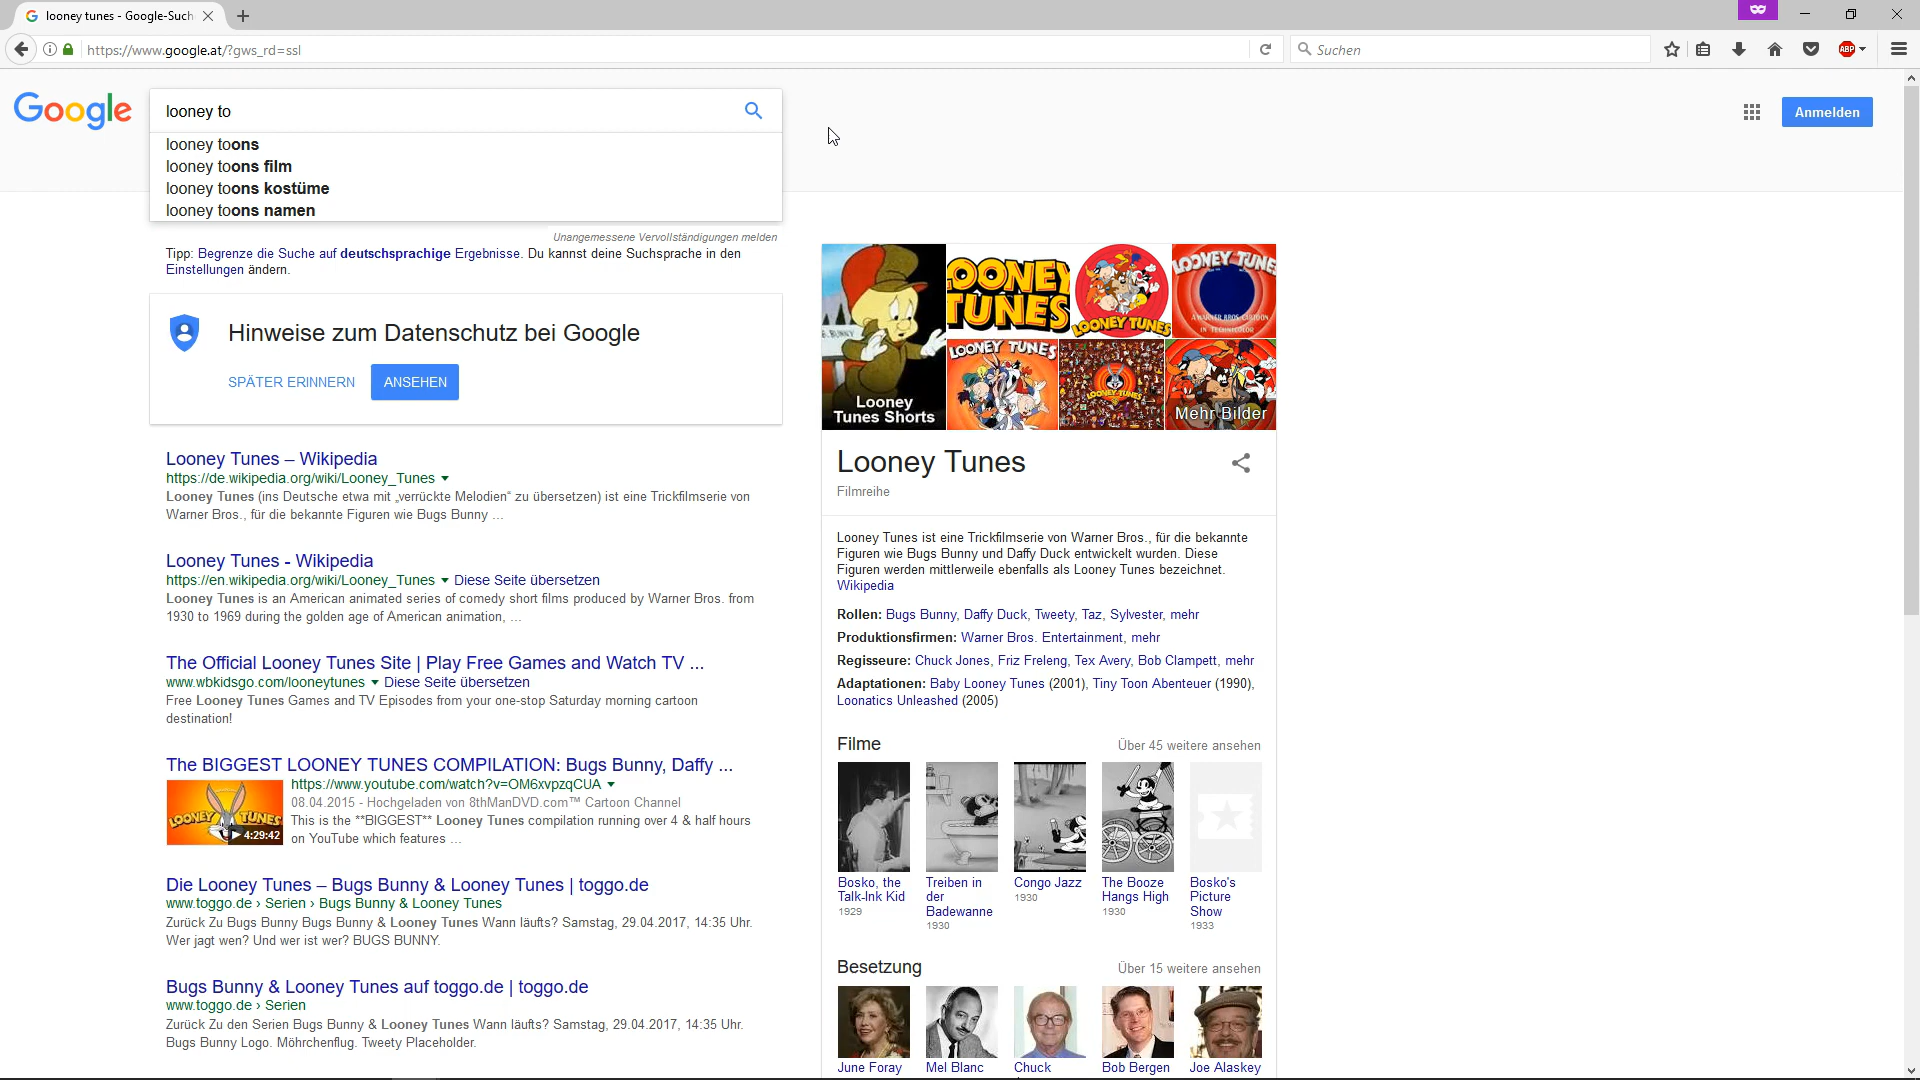 looney tunes - Google-Such
https://www.google.at/?gws_rd=ssl
Suchen
ABP
Google
looney to
Anmelden
looney toons
looney toons film
looney toons kostüme
looney toons namen
Unangemessene Vervollständigungen melden
Tipp: Begrenze die Suche auf deutschsprachige Ergebnisse. Du kannst deine Suchsprache in den
Einstellungen ändern.
Hinweise zum Datenschutz bei Google
SPÄTER ERINNERN
ANSEHEN
Looney Tunes – Wikipedia
https://de.wikipedia.org/wiki/Looney_Tunes
Looney Tunes (ins Deutsche etwa mit „verrückte Melodien“ zu übersetzen) ist eine Trickfilmserie von
Warner Bros., für die bekannte Figuren wie Bugs Bunny ...
Looney Tunes - Wikipedia
https://en.wikipedia.org/wiki/Looney_Tunes Diese Seite übersetzen
Looney Tunes is an American animated series of comedy short films produced by Warner Bros. from
1930 to 1969 during the golden age of American animation, ...
The Official Looney Tunes Site | Play Free Games and Watch TV ...
www.wbkidsgo.com/looneytunes Diese Seite übersetzen
Free Looney Tunes Games and TV Episodes from your one-stop Saturday morning cartoon
destination!
The BIGGEST LOONEY TUNES COMPILATION: Bugs Bunny, Daffy ...
LOONEY TUNES
4:29:42
https://www.youtube.com/watch?v=OM6xvpzqCUA
08.04.2015 - Hochgeladen von 8thManDVD.com™ Cartoon Channel
This is the **BIGGEST** Looney Tunes compilation running over 4 & half hours
on YouTube which features ...
Die Looney Tunes – Bugs Bunny & Looney Tunes | toggo.de
www.toggo.de › Serien › Bugs Bunny & Looney Tunes
Zurück Zu Bugs Bunny Bugs Bunny & Looney Tunes Wann läufts? Samstag, 29.04.2017, 14:35 Uhr.
Wer jagt wen? Und wer ist wer? BUGS BUNNY.
Bugs Bunny & Looney Tunes auf toggo.de | toggo.de
www.toggo.de › Serien
Zurück Zu den Serien Bugs Bunny & Looney Tunes Wann läufts? Samstag, 29.04.2017, 14:35 Uhr.
Bugs Bunny Logo. Möhrchenflug. Tweety Placeholder.
BUNNY
Looney
Tunes Shorts
LOONEY
TUNES
LOONEY TUNES
LOONEY TUNE
A WARNER BROS. CARTOON
IN TECHNICOLOR
LOONEY TUNES
LOONEY TUNES
Mehr Bilder
Looney Tunes
Filmreihe
Looney Tunes ist eine Trickfilmserie von Warner Bros., für die bekannte
Figuren wie Bugs Bunny und Daffy Duck entwickelt wurden. Diese
Figuren werden mittlerweile ebenfalls als Looney Tunes bezeichnet.
Wikipedia
Rollen: Bugs Bunny, Daffy Duck, Tweety, Taz, Sylvester, mehr
Produktionsfirmen: Warner Bros. Entertainment, mehr
Regisseure: Chuck Jones, Friz Freleng, Tex Avery, Bob Clampett, mehr
Adaptationen: Baby Looney Tunes (2001), Tiny Toon Abenteuer (1990),
Loonatics Unleashed (2005)
Filme
Über 45 weitere ansehen
Bosko, the
Talk-Ink Kid
1929
Treiben in
der
Badewanne
1930
Congo Jazz
1930
The Booze
Hangs High
1930
Bosko's
Picture
Show
1933
Besetzung
Über 15 weitere ansehen
June Foray
Mel Blanc
Chuck
Bob Bergen
Joe Alaskey